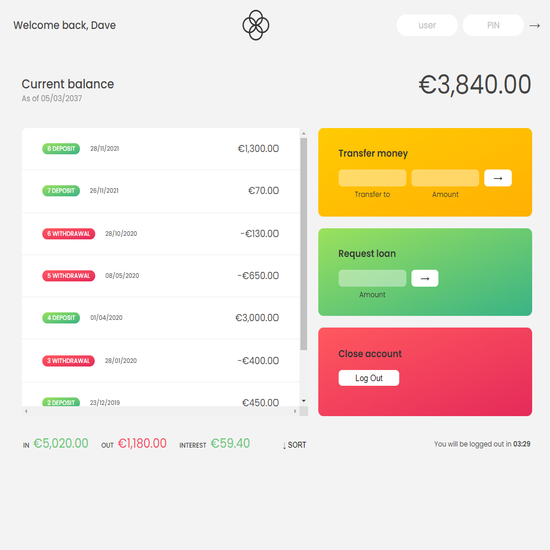 Welcome back, Dave
user
PIN
→
Current balance
As of 05/03/2037
€3,840.00
8 DEPOSIT 28/11/2021 €1,300.00
7 DEPOSIT 26/11/2021 €70.00
6 WITHDRAWAL 28/10/2020 -€130.00
5 WITHDRAWAL 08/05/2020 -€650.00
4 DEPOSIT 01/04/2020 €3,000.00
3 WITHDRAWAL 28/01/2020 -€400.00
2 DEPOSIT 23/12/2019 €450.00
Transfer money
→
Transfer to Amount
Request loan
→
Amount
Close account
Log Out
IN €5,020.00 OUT €1,180.00 INTEREST €59.40 ↓ SORT
You will be logged out in 03:29